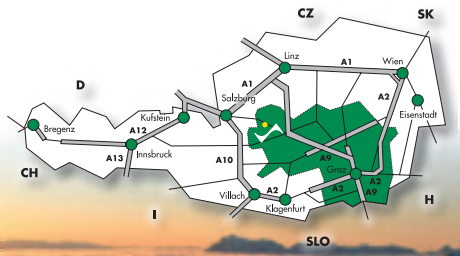 CZ
SK
Linz
A1
Wien
D
A1
A2
Salzburg
Kufstein
Eisenstadt
Bregenz
A12
Innsbruck
A13
A10
A9
Graz
CH
Villach
A2
Klagenfurt
A2
A2
A9
H
I
SLO